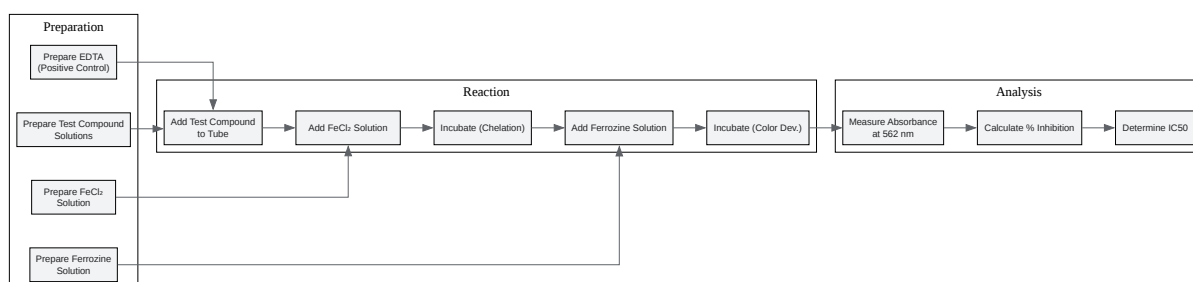 Preparation
Prepare EDTA
(Positive Control)
Prepare Test Compound
Solutions
Prepare FeCl₂
Solution
Prepare Ferrozine
Solution
Reaction
Add Test Compound
to Tube
Add FeCl₂ Solution
Incubate (Chelation)
Add Ferrozine Solution
Incubate (Color Dev.)
Analysis
Measure Absorbance
at 562 nm
Calculate % Inhibition
Determine IC50